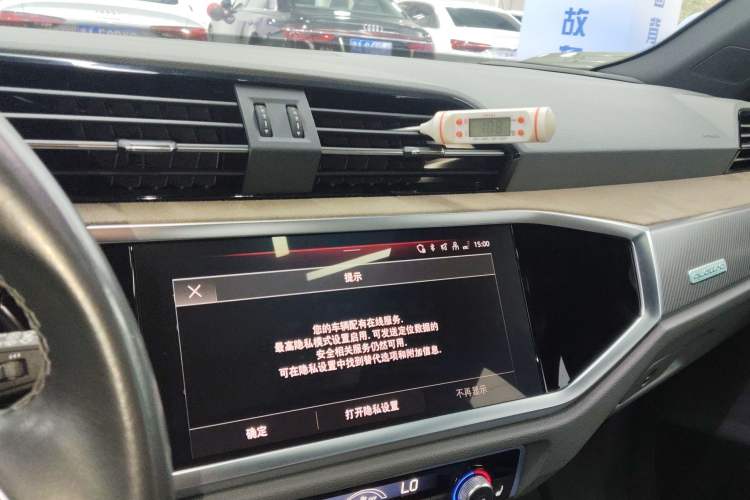 故
15:00
提示
您的车辆配有在线服务.
最高隐私模式设置启用. 可发送定位数据的
安全相关服务仍然可用.
可在隐私设置中找到替代选项和附加信息.
确定
打开隐私设置
不再显示
LO